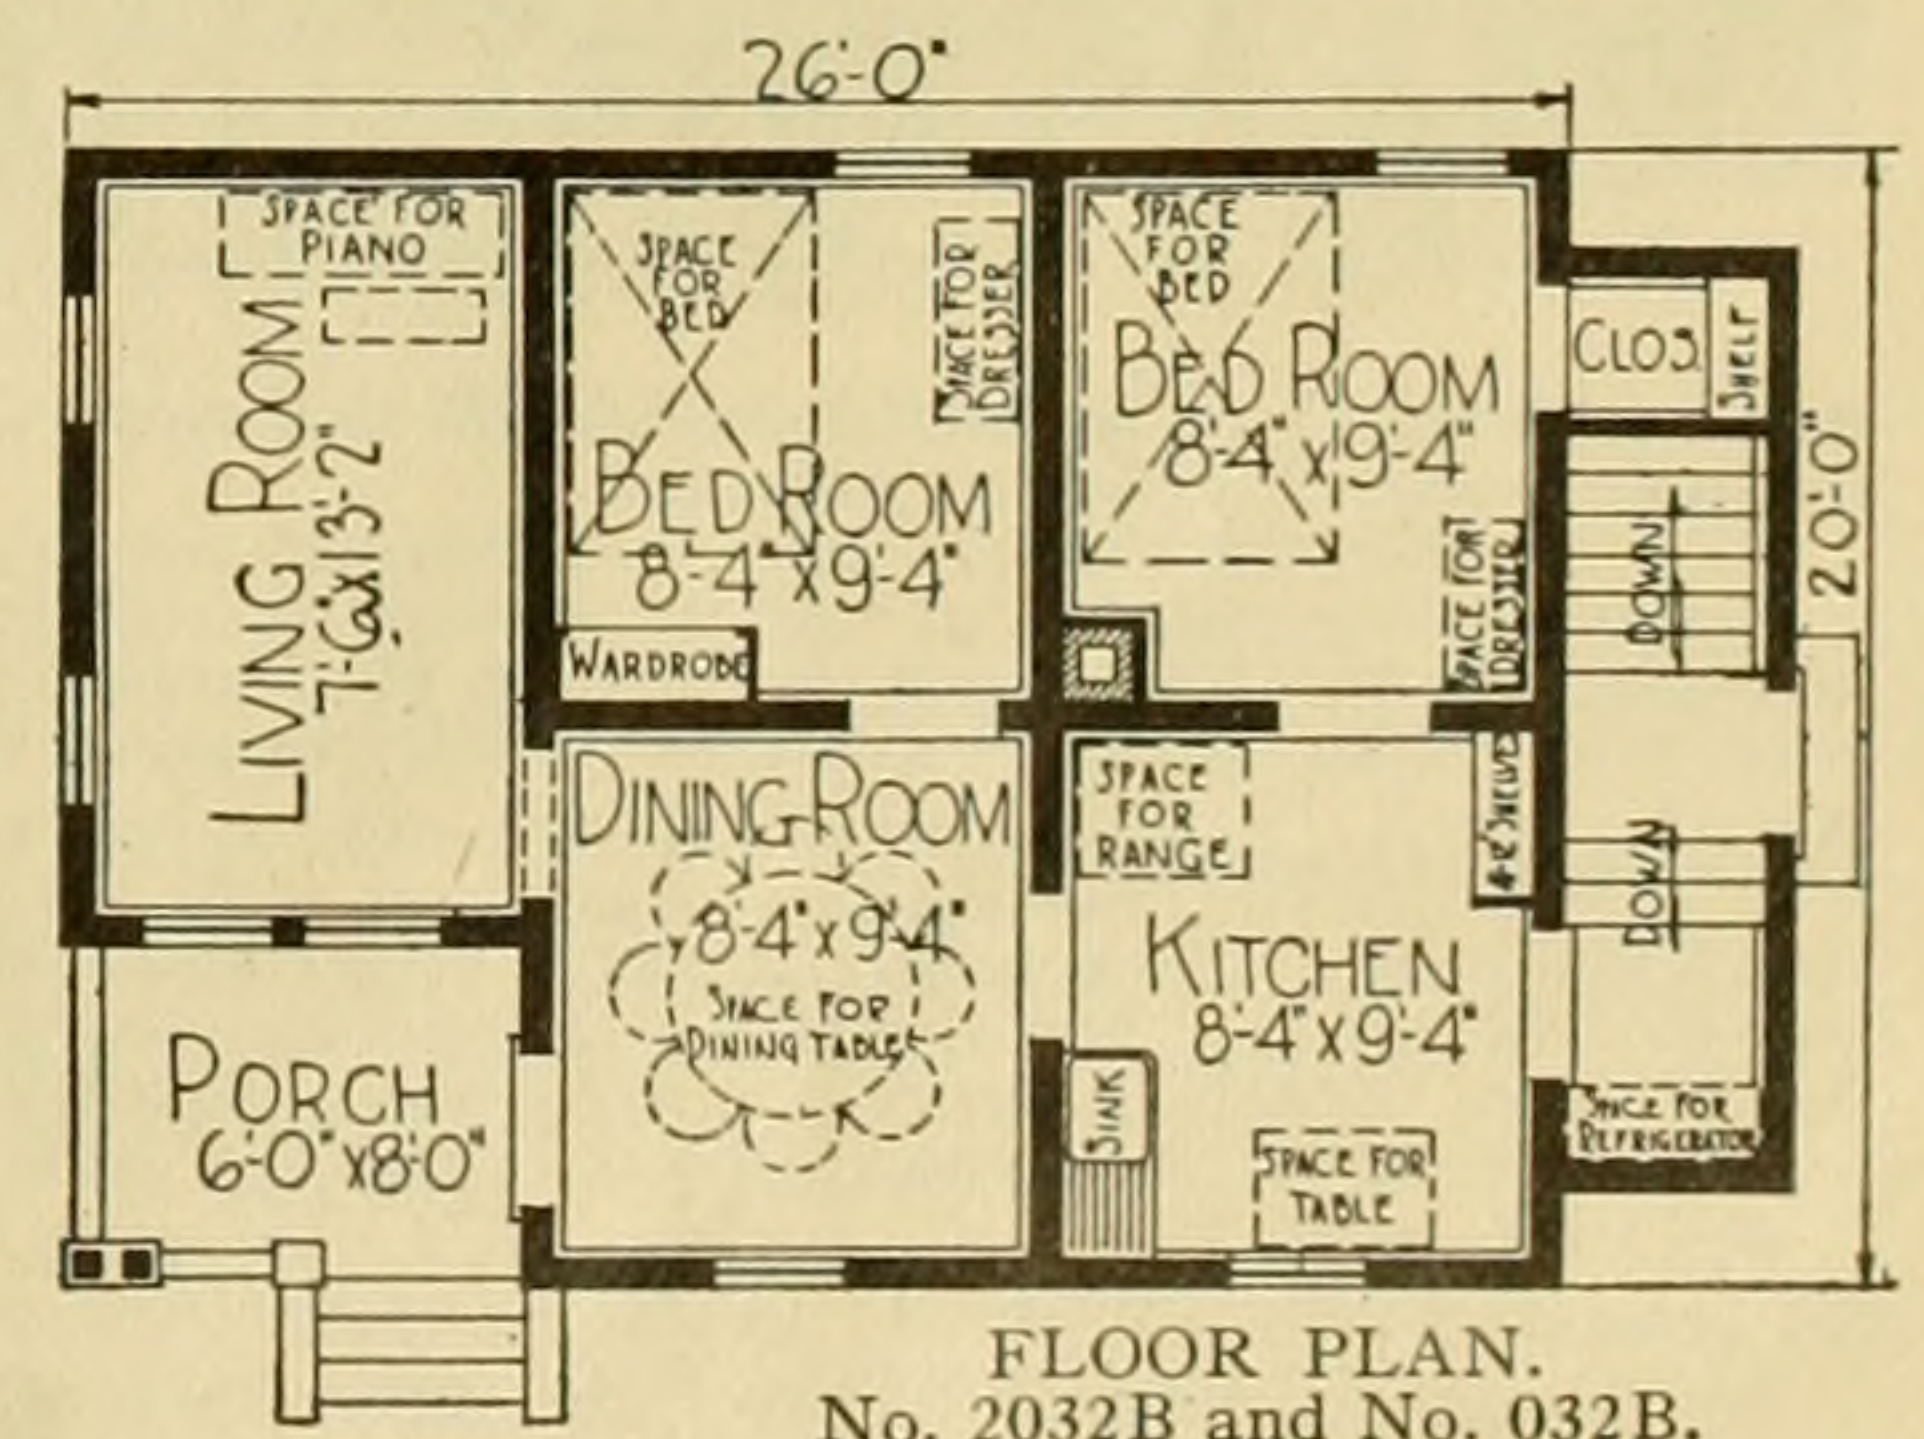 26'-0"
SPACE FOR
PIANO
LIVING ROOM
7'-6"x13'-2"
SPACE
FOR
BED
SPACE FOR
DRESSER
BED ROOM
8'-4"x9'-4"
WARDROBE
SPACE
FOR
BED
BED ROOM
8'-4"x9'-4"
SPACE FOR
DRESSER
CLOS.
SHELF
DOWN
20'-0"
DINING ROOM
8'-4"x9'-4"
SPACE FOR
DINING TABLE
SPACE
FOR
RANGE
KITCHEN
8'-4"x9'-4"
SINK
SPACE FOR
TABLE
DOWN
SPACE FOR
REFRIGERATOR
PORCH
6'-0"x8'-0"
FLOOR PLAN.
No. 2032B and No. 032B.